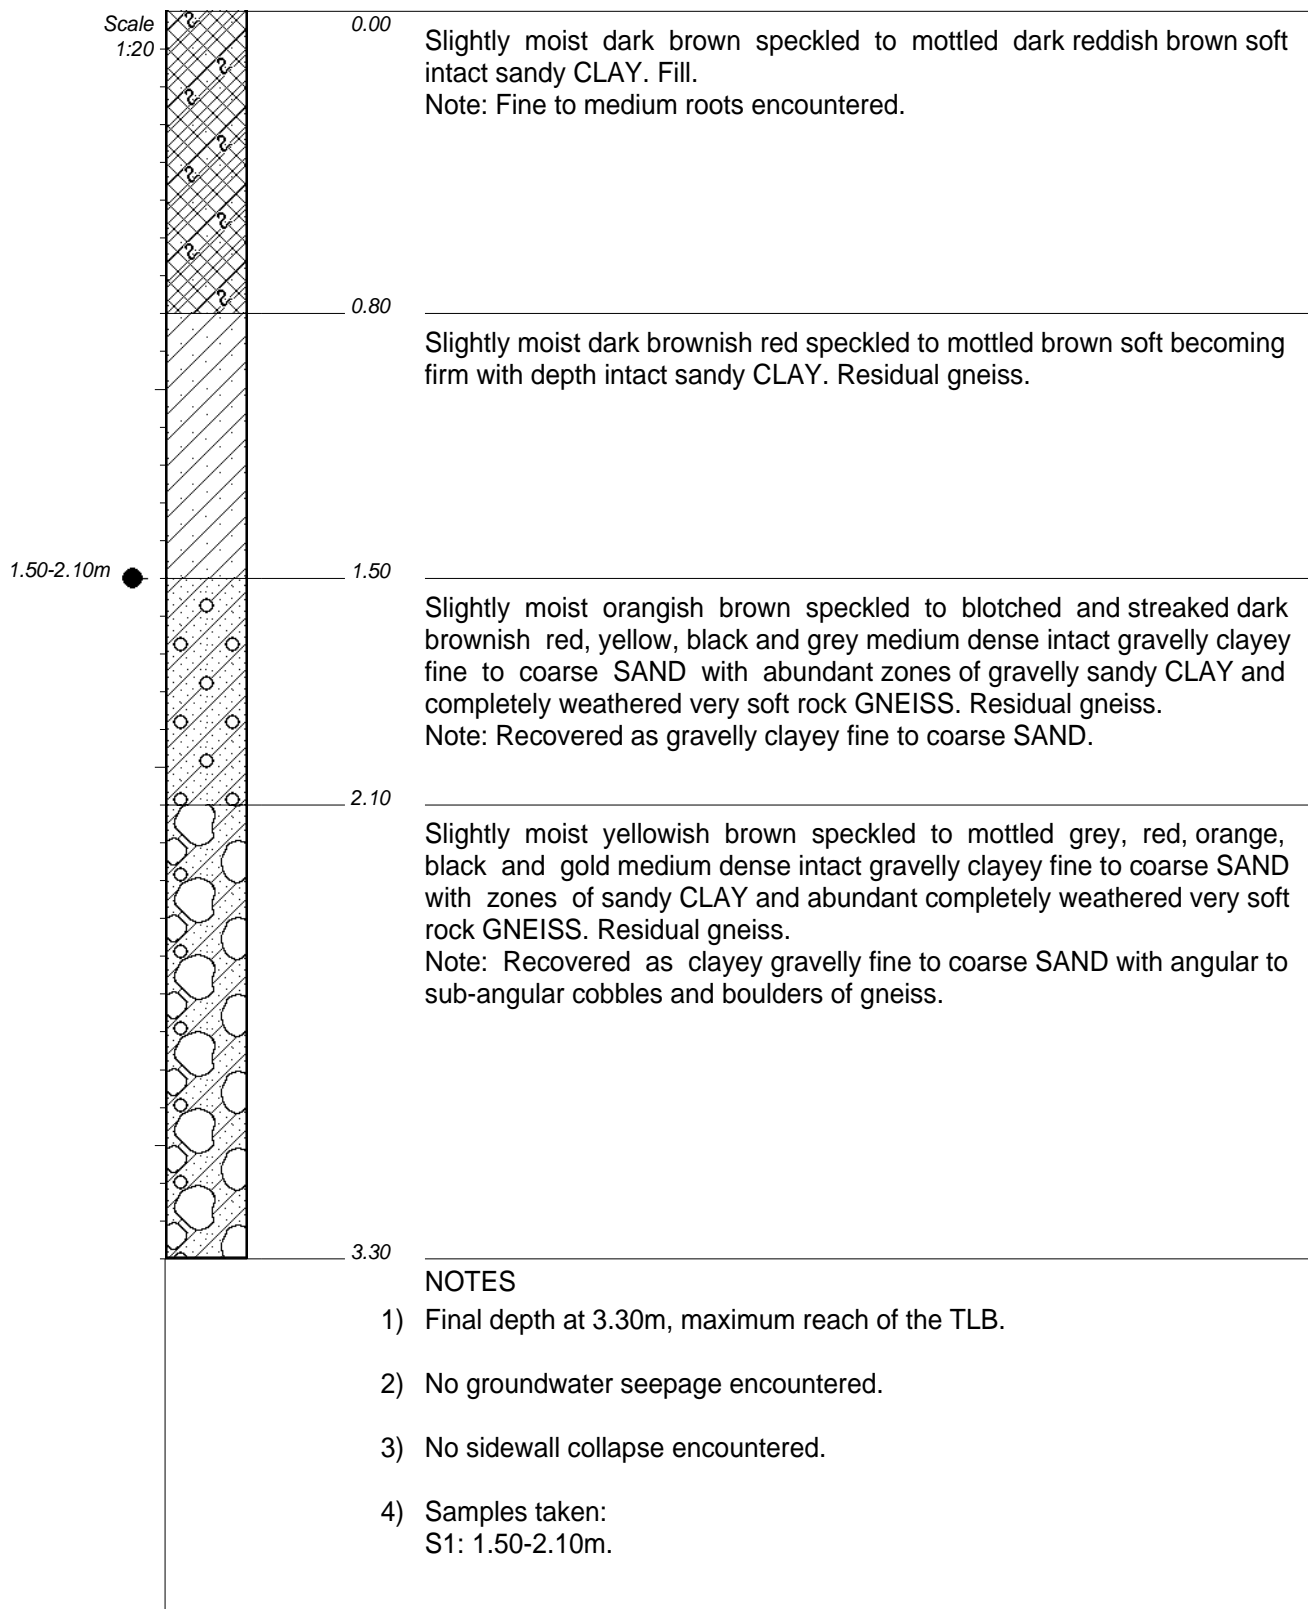 Scale
1:20
0.00
Slightly moist dark brown speckled to mottled dark reddish brown soft
intact sandy CLAY. Fill.
Note: Fine to medium roots encountered.
0.80
Slightly moist dark brownish red speckled to mottled brown soft becoming
firm with depth intact sandy CLAY. Residual gneiss.
1.50-2.10m
1.50
Slightly moist orangish brown speckled to blotched and streaked dark
brownish red, yellow, black and grey medium dense intact gravelly clayey
fine to coarse SAND with abundant zones of gravelly sandy CLAY and
completely weathered very soft rock GNEISS. Residual gneiss.
Note: Recovered as gravelly clayey fine to coarse SAND.
2.10
Slightly moist yellowish brown speckled to mottled grey, red, orange,
black and gold medium dense intact gravelly clayey fine to coarse SAND
with zones of sandy CLAY and abundant completely weathered very soft
rock GNEISS. Residual gneiss.
Note: Recovered as clayey gravelly fine to coarse SAND with angular to
sub-angular cobbles and boulders of gneiss.
3.30
NOTES
1) Final depth at 3.30m, maximum reach of the TLB.
2) No groundwater seepage encountered.
3) No sidewall collapse encountered.
4) Samples taken:
S1: 1.50-2.10m.